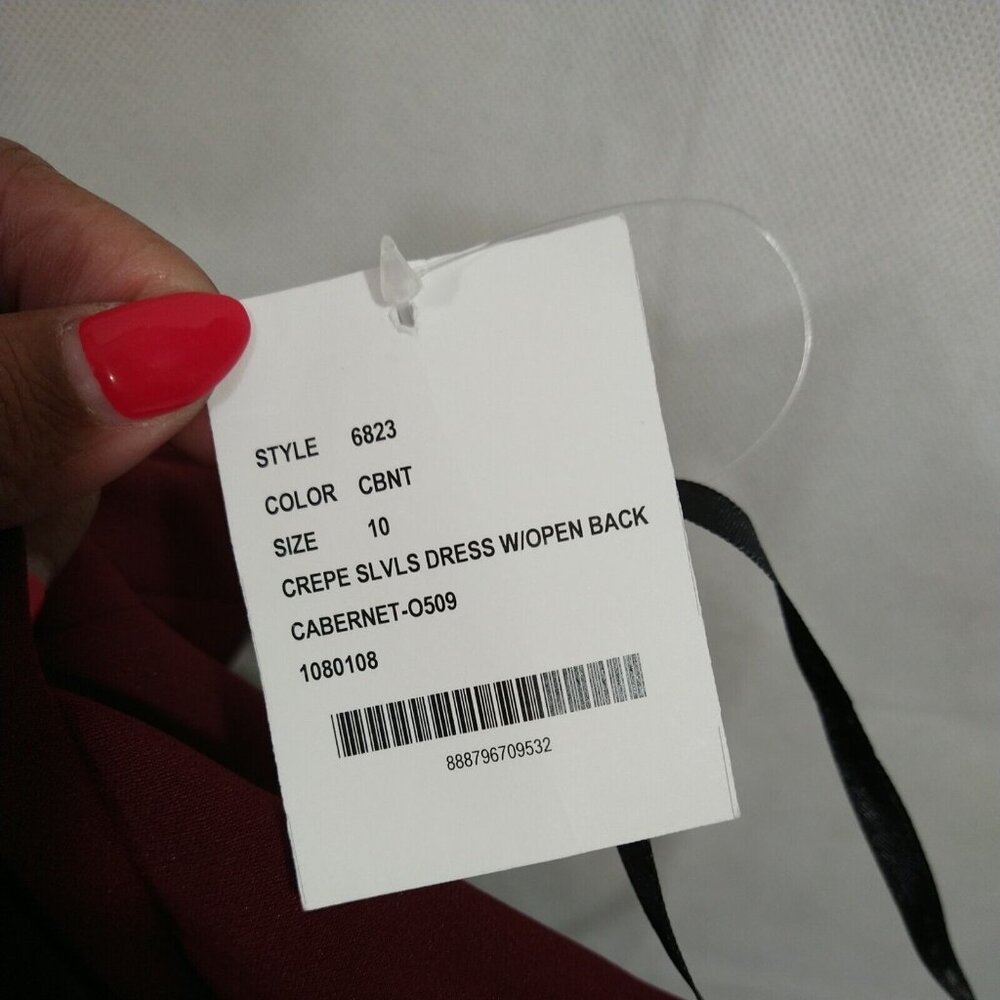 STYLE 6823
COLOR CBNT
SIZE 10
CREPE SLVLS DRESS W/OPEN BACK
CABERNET-O509
1080108
888796709532